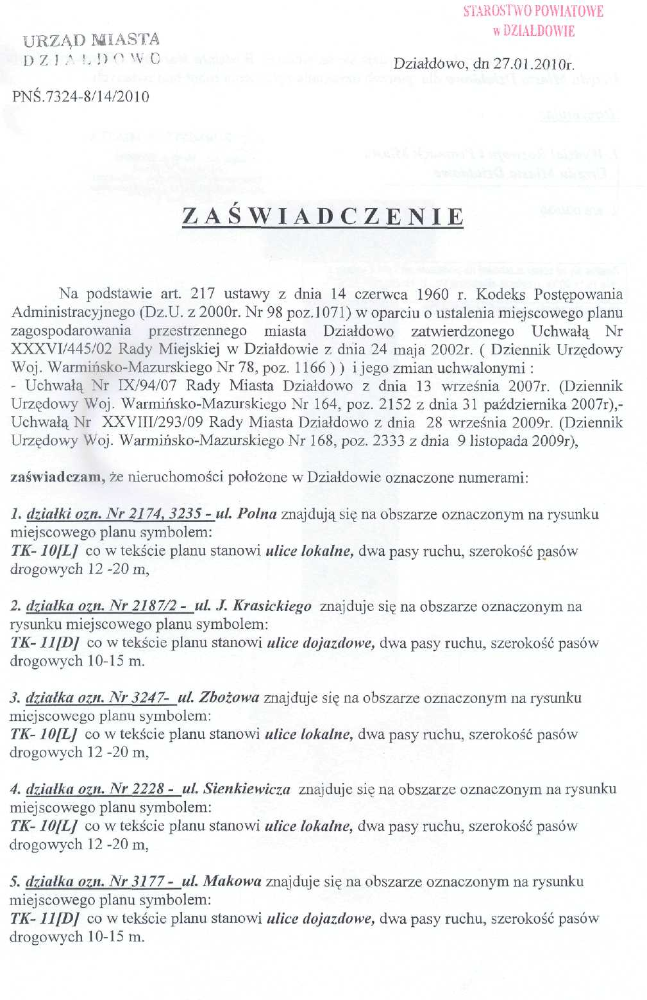 STAROSTWO POWIATOWE
w DZIAŁDOWIE
URZĄD MIASTA
DZIAŁDOWO
Działdowo, dn 27.01.2010r.
PNŚ.7324-8/14/2010
ZAŚWIADCZENIE
Na podstawie art. 217 ustawy z dnia 14 czerwca 1960 r. Kodeks Postępowania
Administracyjnego (Dz.U. z 2000r. Nr 98 poz.1071) w oparciu o ustalenia miejscowego planu
zagospodarowania przestrzennego miasta Działdowo zatwierdzonego Uchwałą Nr
XXXVI/445/02 Rady Miejskiej w Działdowie z dnia 24 maja 2002r. ( Dziennik Urzędowy
Woj. Warmińsko-Mazurskiego Nr 78, poz. 1166 ) ) i jego zmian uchwalonymi :
- Uchwałą Nr IX/94/07 Rady Miasta Działdowo z dnia 13 września 2007r. (Dziennik
Urzędowy Woj. Warmińsko-Mazurskiego Nr 164, poz. 2152 z dnia 31 października 2007r),-
Uchwałą Nr XXVIII/293/09 Rady Miasta Działdowo z dnia 28 września 2009r. (Dziennik
Urzędowy Woj. Warmińsko-Mazurskiego Nr 168, poz. 2333 z dnia 9 listopada 2009r),
zaświadczam, że nieruchomości położone w Działdowie oznaczone numerami:
1. działki ozn. Nr 2174, 3235 - ul. Polna znajdują się na obszarze oznaczonym na rysunku
miejscowego planu symbolem:
TK- 10[L] co w tekście planu stanowi ulice lokalne, dwa pasy ruchu, szerokość pasów
drogowych 12 -20 m,
2. działka ozn. Nr 2187/2 - ul. J. Krasickiego znajduje się na obszarze oznaczonym na
rysunku miejscowego planu symbolem:
TK- 11[D] co w tekście planu stanowi ulice dojazdowe, dwa pasy ruchu, szerokość pasów
drogowych 10-15 m.
3. działka ozn. Nr 3247- ul. Zbożowa znajduje się na obszarze oznaczonym na rysunku
miejscowego planu symbolem:
TK- 10[L] co w tekście planu stanowi ulice lokalne, dwa pasy ruchu, szerokość pasów
drogowych 12 -20 m,
4. działka ozn. Nr 2228 - ul. Sienkiewicza znajduje się na obszarze oznaczonym na rysunku
miejscowego planu symbolem:
TK- 10[L] co w tekście planu stanowi ulice lokalne, dwa pasy ruchu, szerokość pasów
drogowych 12 -20 m,
5. działka ozn. Nr 3177 - ul. Makowa znajduje się na obszarze oznaczonym na rysunku
miejscowego planu symbolem:
TK- 11[D] co w tekście planu stanowi ulice dojazdowe, dwa pasy ruchu, szerokość pasów
drogowych 10-15 m.